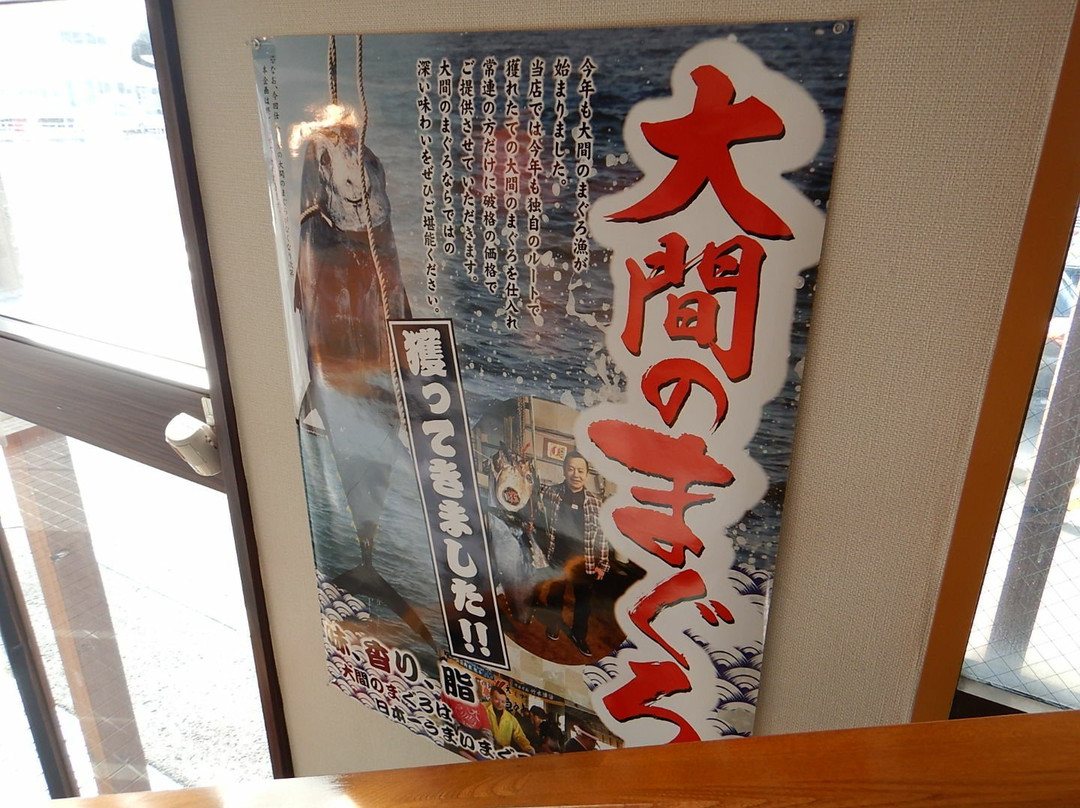 大間のまぐろ
今年も大間のまぐろ漁が
始まりました。
当店では今年も独自のルートで
獲れたての大間のまぐろを仕入れ
常連の方だけに破格の価格で
ご提供させていただきます。
大間のまぐろならではの
深い味わいをぜひご堪能ください。
獲ってきました!!
味、香り、脂
大間のまぐろは
日本一うまいまぐ